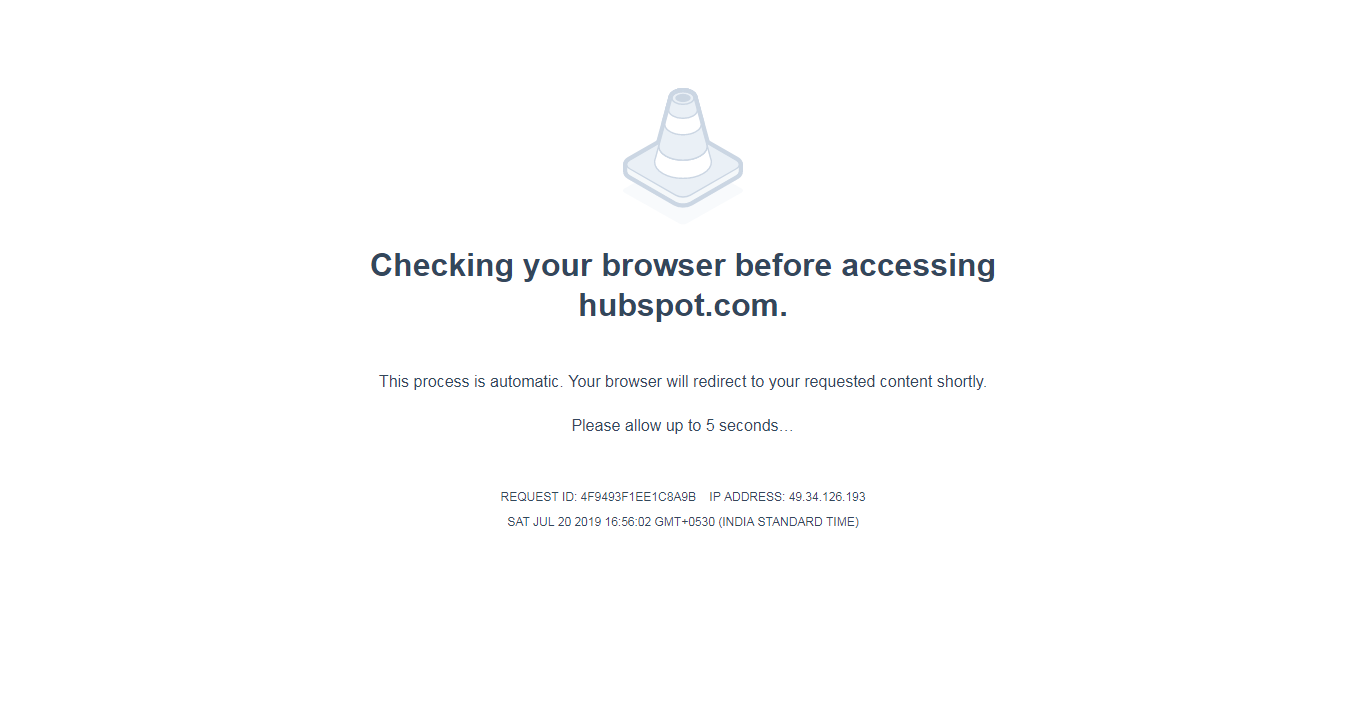 Checking your browser before accessing
hubspot.com.
This process is automatic. Your browser will redirect to your requested content shortly.
Please allow up to 5 seconds…
REQUEST ID: 4F9493F1EE1C8A9B IP ADDRESS: 49.34.126.193
SAT JUL 20 2019 16:56:02 GMT+0530 (INDIA STANDARD TIME)